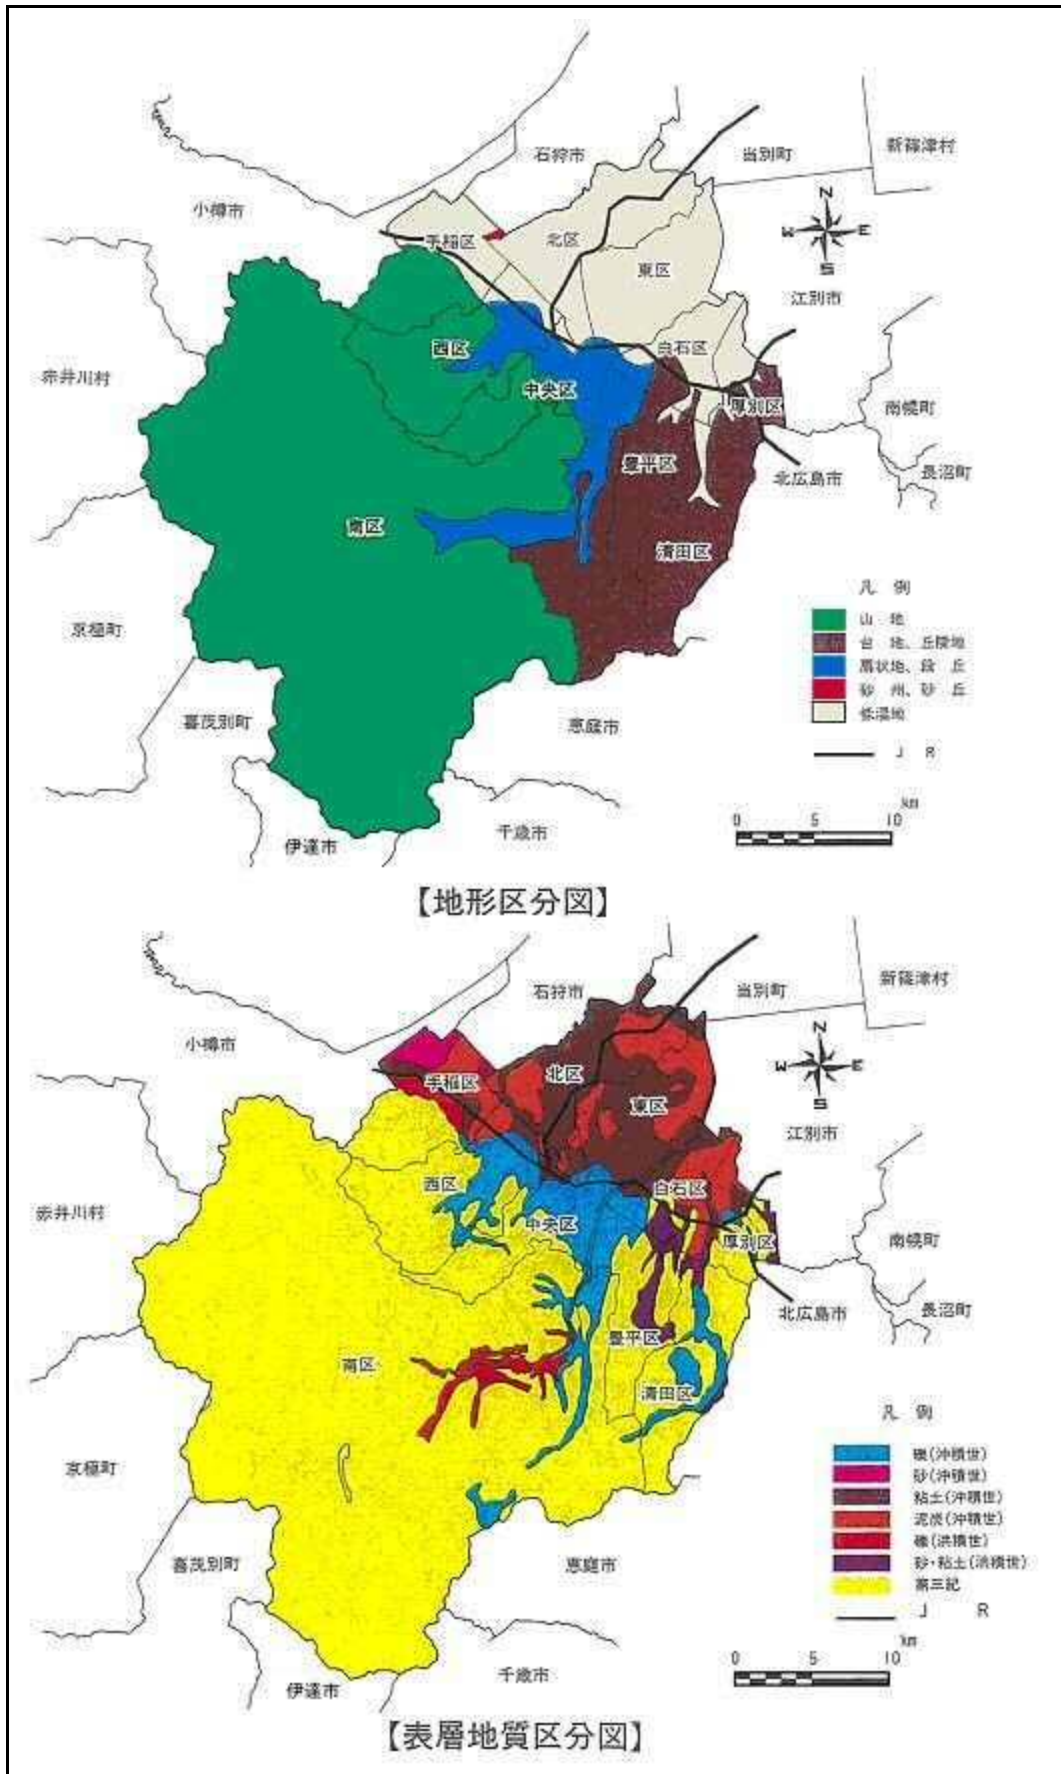 石狩市
当別町
新篠津村
小樽市
手稲区
北区
東区
N
W E
S
江別市
赤井川村
西区
白石区
中央区
厚別区
南幌町
豊平区
北広島市
長沼町
南区
清田区
凡 例
京極町
山 地
台 地、丘陵地
扇状地、段 丘
砂 州、砂 丘
低湿地
喜茂別町
恵庭市
J R
km
0 5 10
伊達市
千歳市
【地形区分図】
石狩市
当別町
新篠津村
小樽市
手稲区
北区
東区
N
W E
S
江別市
赤井川村
西区
白石区
中央区
厚別区
南幌町
北広島市
長沼町
豊平区
南区
清田区
凡 例
京極町
礫(沖積世)
砂(沖積世)
粘土(沖積世)
泥炭(沖積世)
礫(洪積世)
砂・粘土(洪積世)
第三紀
喜茂別町
恵庭市
J R
km
0 5 10
伊達市
千歳市
【表層地質区分図】